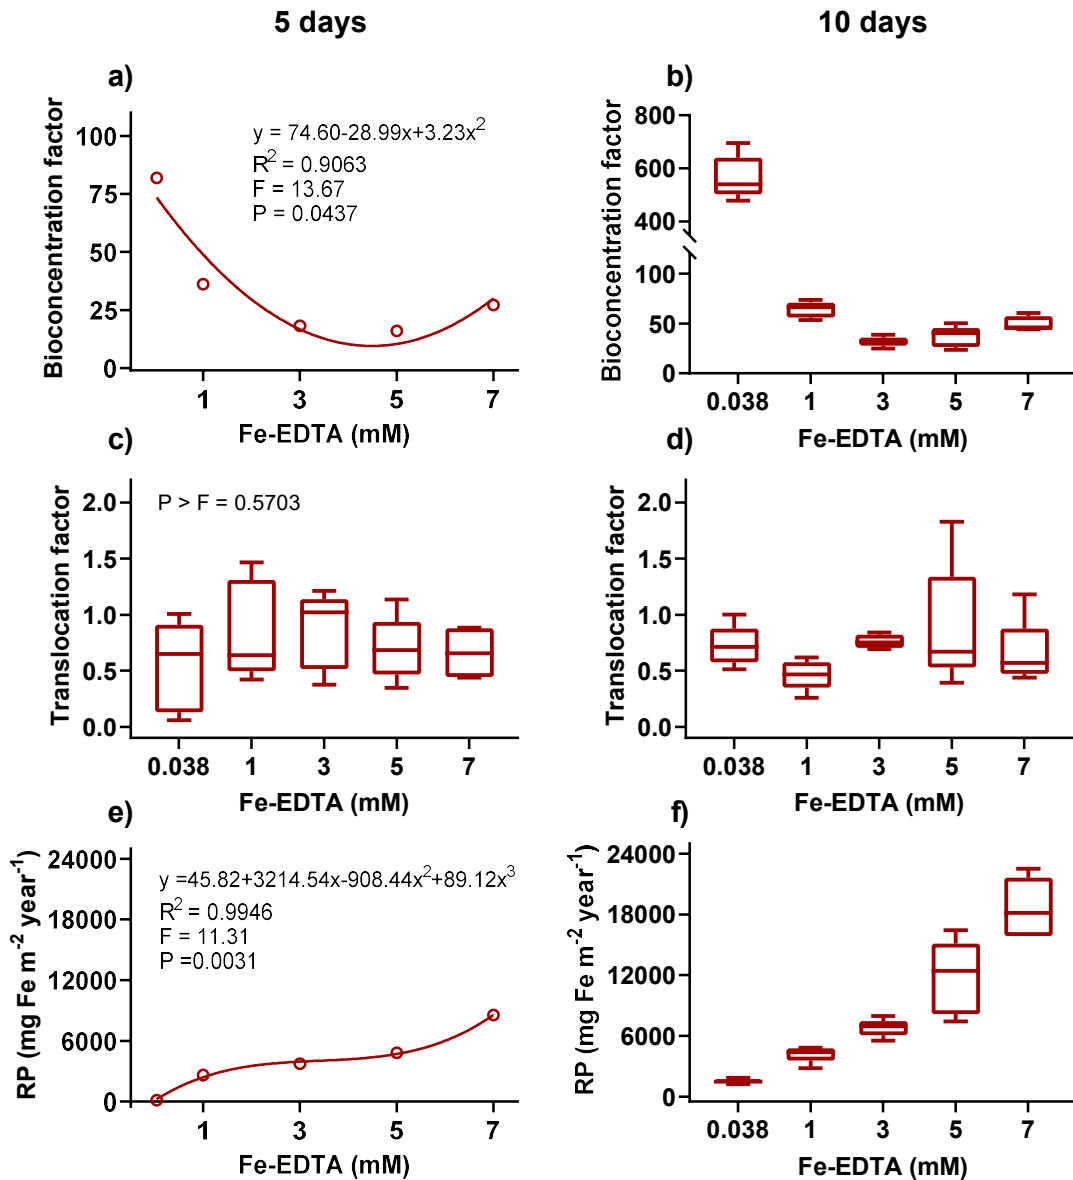 5 days
10 days
a)
Bioconcentration factor
100
75
50
25
0
y = 74.60-28.99x+3.23x²
R² = 0.9063
F = 13.67
P = 0.0437
1 3 5 7
Fe-EDTA (mM)
b)
Bioconcentration factor
800
600
400
100
50
0
0.038 1 3 5 7
Fe-EDTA (mM)
c)
Translocation factor
2.0
1.5
1.0
0.5
0.0
P > F = 0.5703
0.038 1 3 5 7
Fe-EDTA (mM)
d)
Translocation factor
2.0
1.5
1.0
0.5
0.0
0.038 1 3 5 7
Fe-EDTA (mM)
e)
RP (mg Fe m⁻² year⁻¹)
24000
18000
12000
6000
0
y =45.82+3214.54x-908.44x²+89.12x³
R² = 0.9946
F = 11.31
P =0.0031
1 3 5 7
Fe-EDTA (mM)
f)
RP (mg Fe m⁻² year⁻¹)
24000
18000
12000
6000
0
0.038 1 3 5 7
Fe-EDTA (mM)